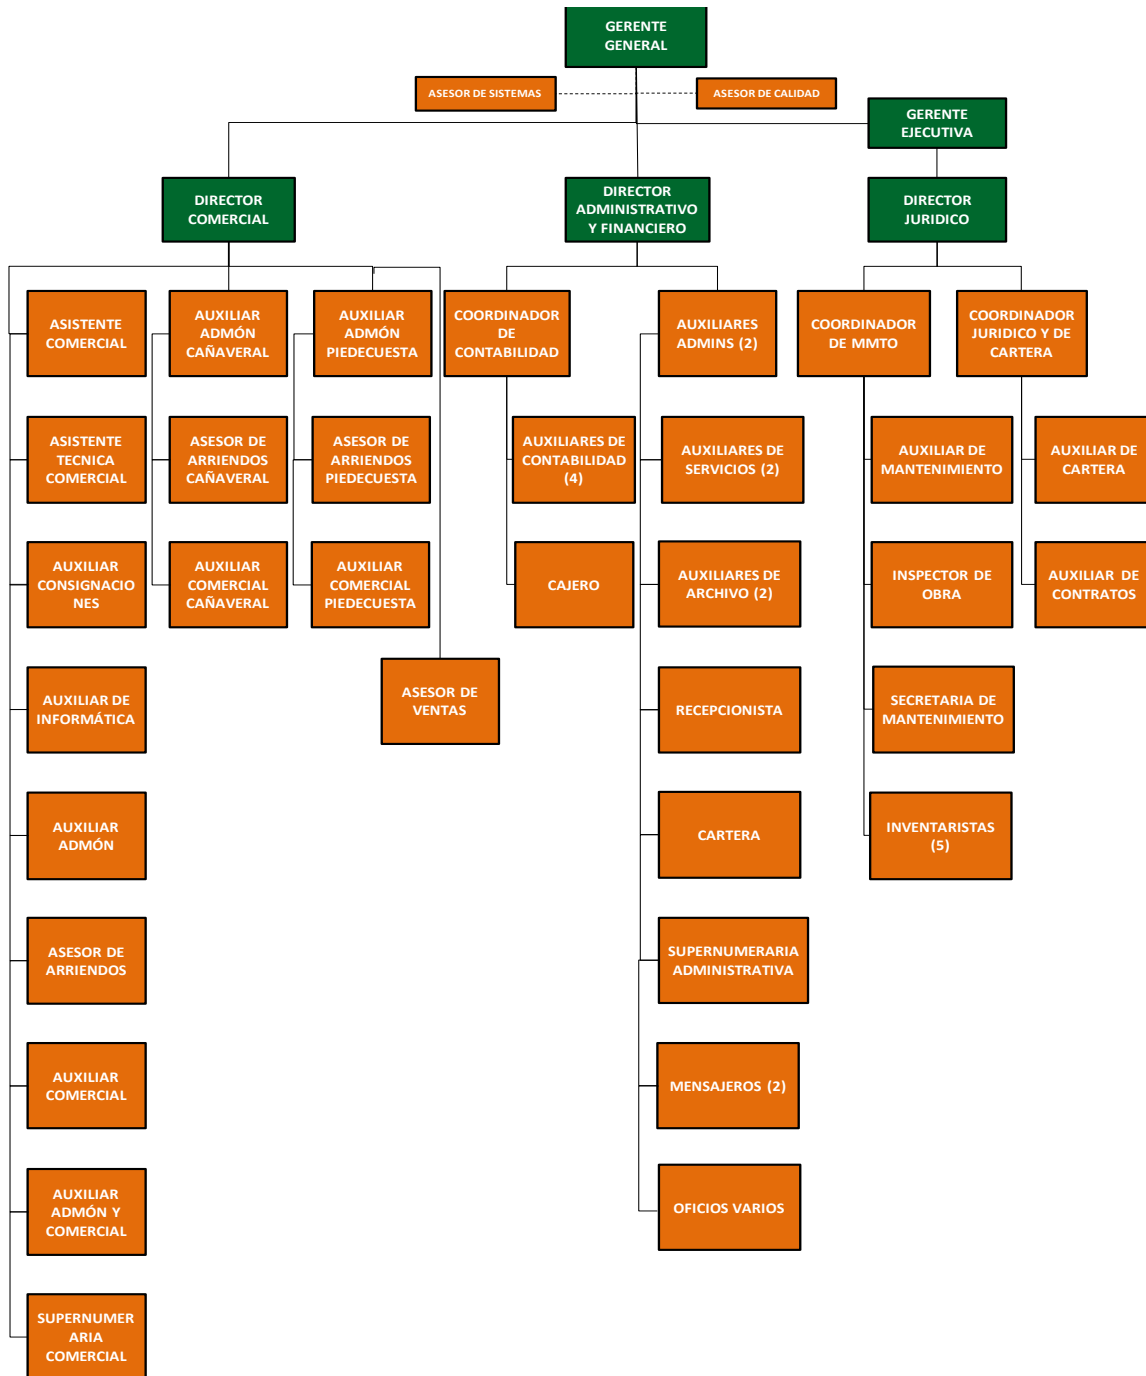 GERENTE
GENERAL
ASESOR DE SISTEMAS
ASESOR DE CALIDAD
GERENTE
EJECUTIVA
DIRECTOR
COMERCIAL
DIRECTOR
ADMINISTRATIVO
Y FINANCIERO
DIRECTOR
JURIDICO
ASISTENTE
COMERCIAL
AUXILIAR
ADMÓN
CAÑAVERAL
AUXILIAR
ADMÓN
PIEDECUESTA
COORDINADOR
DE
CONTABILIDAD
AUXILIARES
ADMINS (2)
COORDINADOR
DE MMTO
COORDINADOR
JURIDICO Y DE
CARTERA
ASISTENTE
TECNICA
COMERCIAL
ASESOR DE
ARRIENDOS
CAÑAVERAL
ASESOR DE
ARRIENDOS
PIEDECUESTA
AUXILIARES DE
CONTABILIDAD
(4)
AUXILIARES DE
SERVICIOS (2)
AUXILIAR DE
MANTENIMIENTO
AUXILIAR DE
CARTERA
AUXILIAR
CONSIGNACIO
NES
AUXILIAR
COMERCIAL
CAÑAVERAL
AUXILIAR
COMERCIAL
PIEDECUESTA
CAJERO
AUXILIARES DE
ARCHIVO (2)
INSPECTOR DE
OBRA
AUXILIAR DE
CONTRATOS
AUXILIAR DE
INFORMÁTICA
ASESOR DE
VENTAS
RECEPCIONISTA
SECRETARIA DE
MANTENIMIENTO
AUXILIAR
ADMÓN
CARTERA
INVENTARISTAS
(5)
ASESOR DE
ARRIENDOS
SUPERNUMERARIA
ADMINISTRATIVA
AUXILIAR
COMERCIAL
MENSAJEROS (2)
AUXILIAR
ADMÓN Y
COMERCIAL
OFICIOS VARIOS
SUPERNUMER
ARIA
COMERCIAL